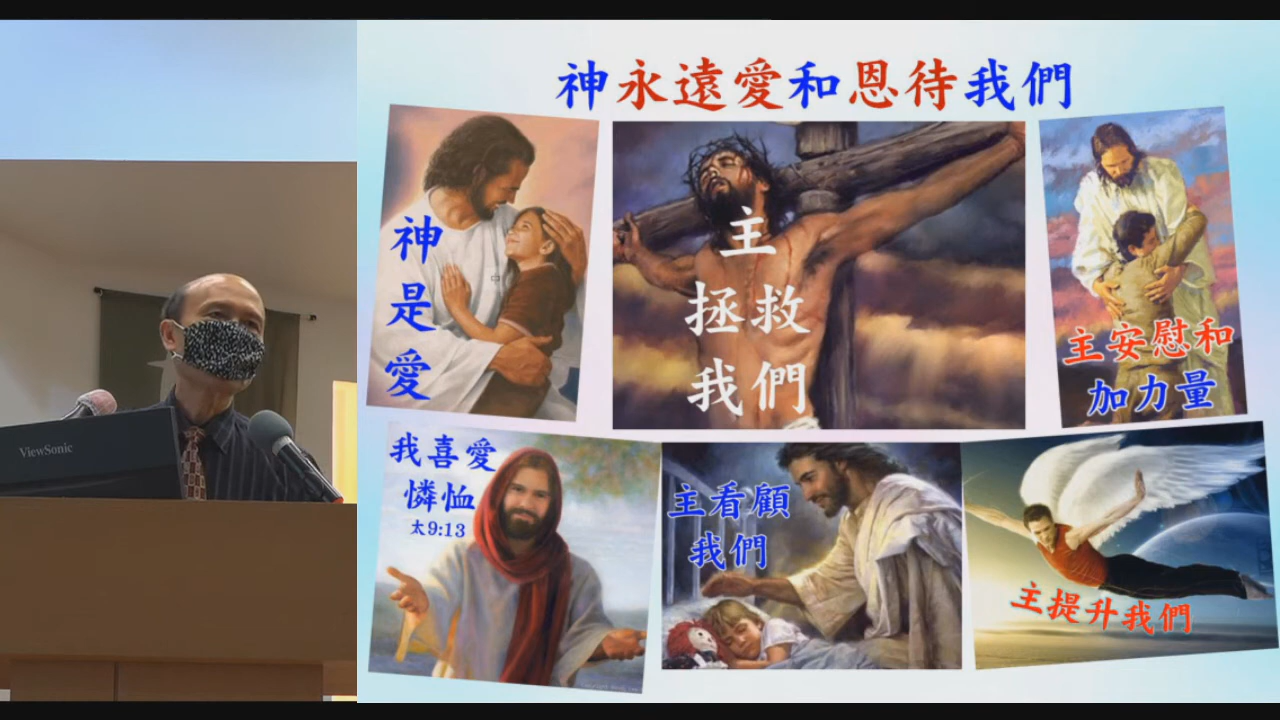 神永遠愛和恩待我們
神
是
愛
主
拯救
我們
主安慰和
加力量
我喜愛
憐恤
太9:13
主看顧
我們
主提升我們
ViewSonic